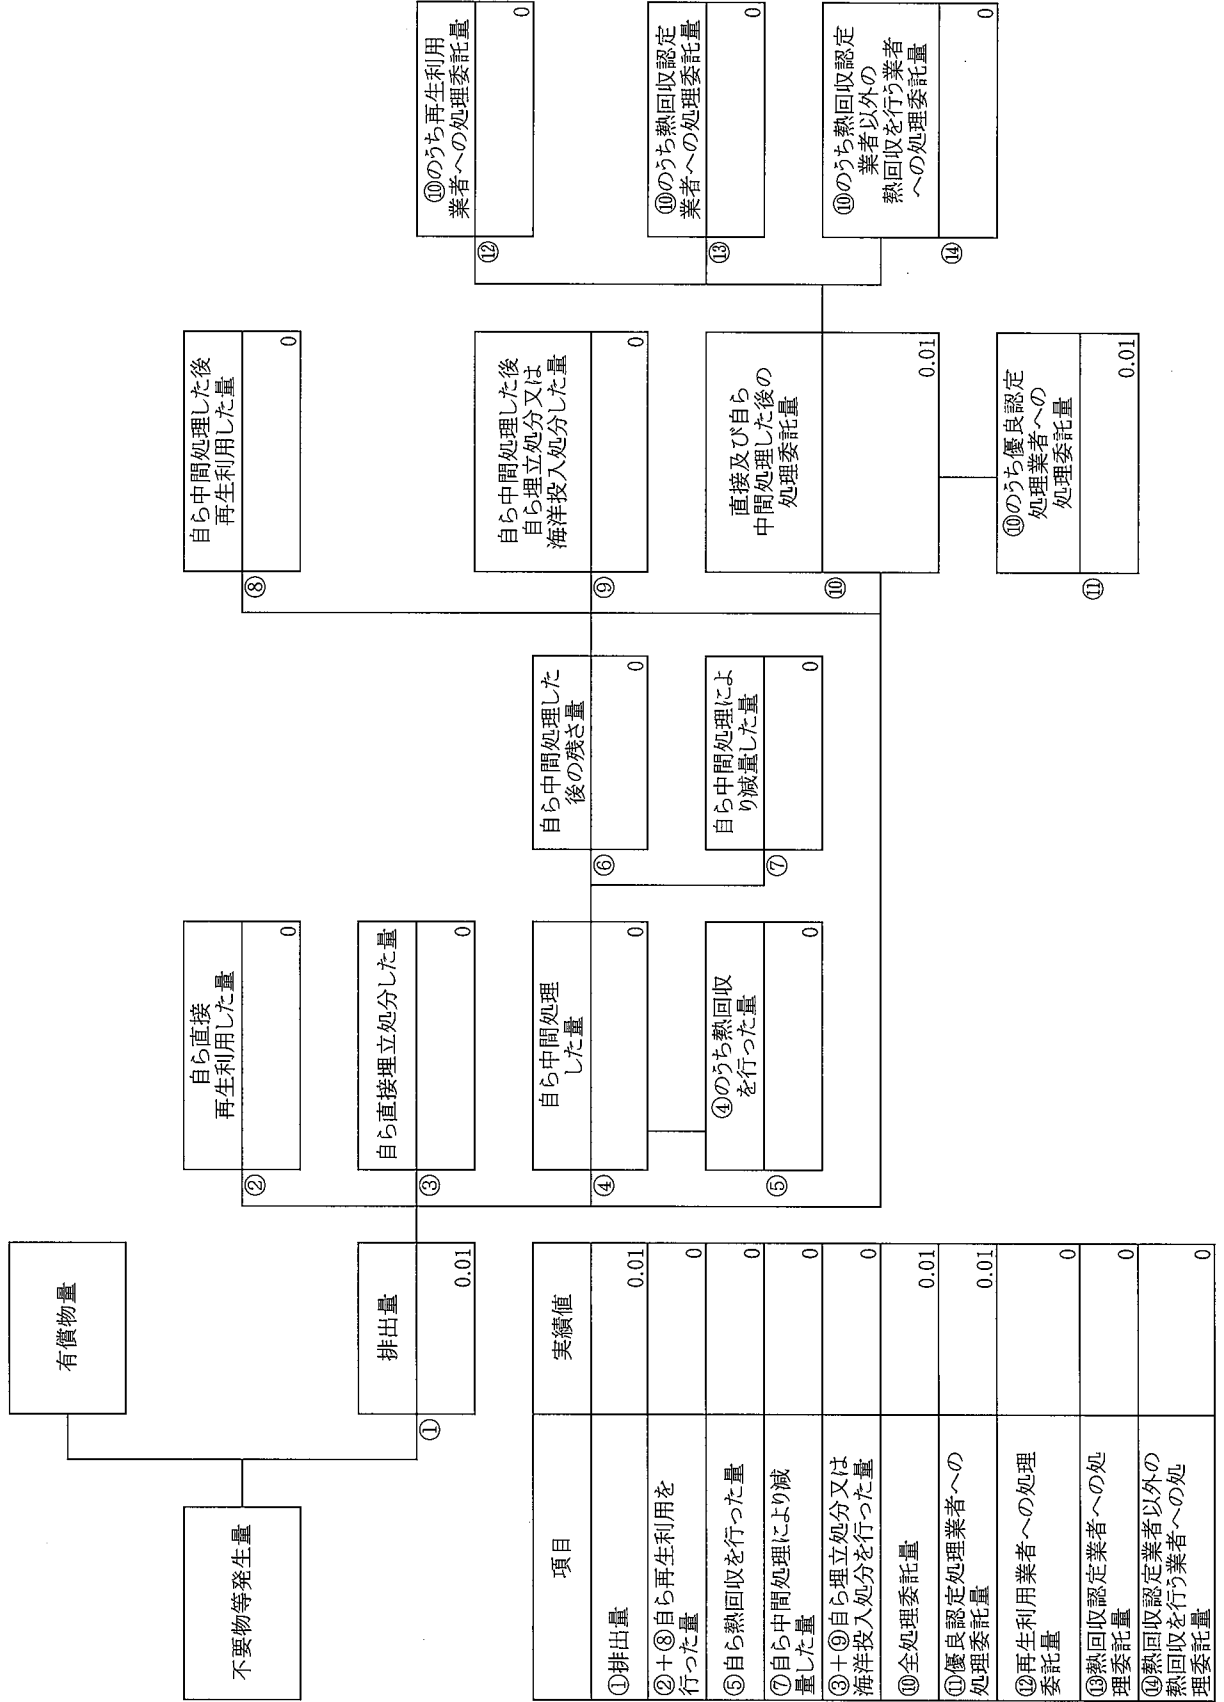 不要物等発生量
有償物量
①
排出量
0.01
②
自ら直接
再生利用した量
0
③
自ら直接埋立処分した量
0
④
自ら中間処理
した量
0
⑤
④のうち熱回収
を行った量
0
⑥
自ら中間処理した
後の残さ量
0
⑦
自ら中間処理によ
り減量した量
0
⑧
自ら中間処理した後
再生利用した量
0
⑨
自ら中間処理した後
自ら埋立処分又は
海洋投入処分した量
0
⑩
直接及び自ら
中間処理した後の
処理委託量
0.01
⑪
⑩のうち優良認定
処理業者への
処理委託量
0.01
⑫
⑩のうち再生利用
業者への処理委託量
0
⑬
⑩のうち熱回収認定
業者への処理委託量
0
⑭
⑩のうち熱回収認定
業者以外の
熱回収を行う業者
への処理委託量
0
項目
実績値
①排出量
0.01
②+⑧自ら再生利用を
行った量
0
⑤自ら熱回収を行った量
0
⑦自ら中間処理により減
量した量
0
③+⑨自ら埋立処分又は
海洋投入処分を行った量
0
⑩全処理委託量
0.01
⑪優良認定処理業者への
処理委託量
0.01
⑫再生利用業者への処理
委託量
0
⑬熱回収認定業者への処
理委託量
0
⑭熱回収認定業者以外の
熱回収を行う業者への処
理委託量
0